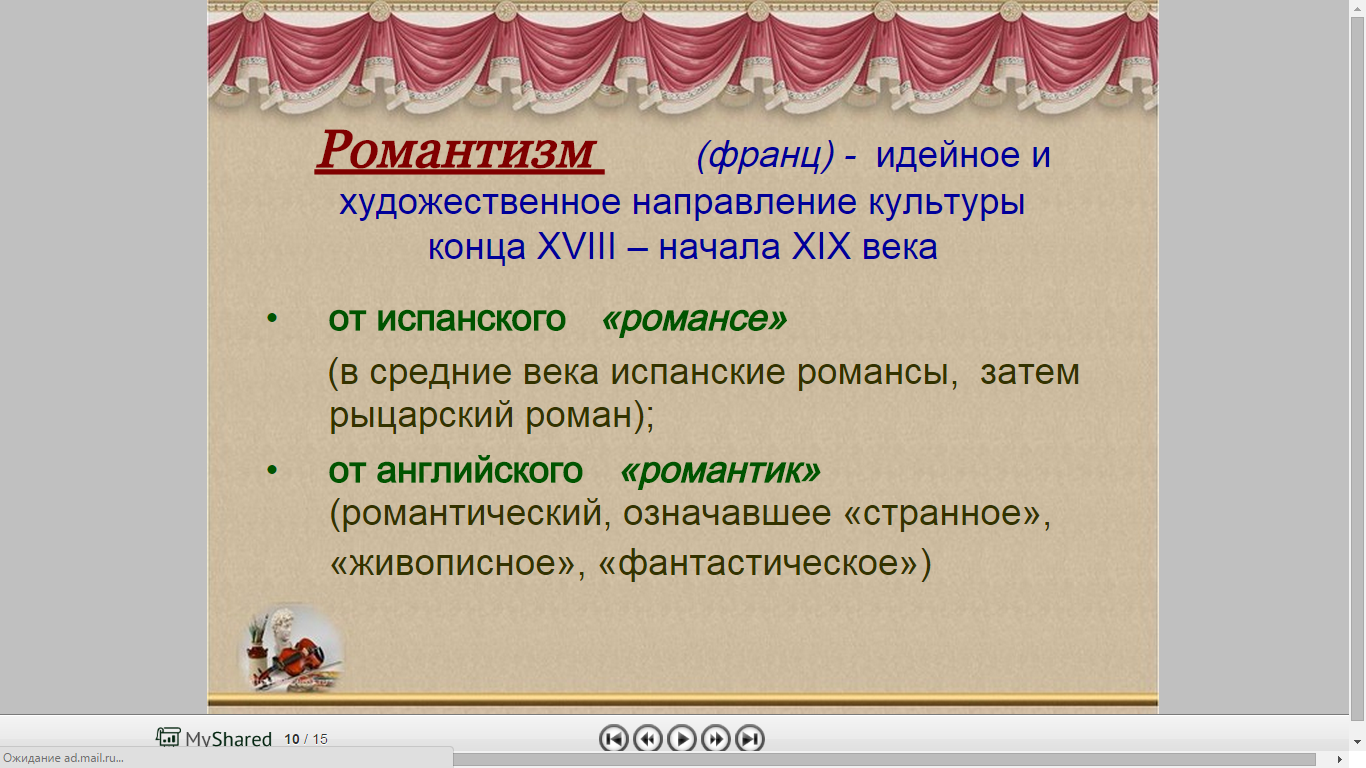 Романтизм (франц) - идейное и
художественное направление культуры
конца XVIII – начала XIX века
• от испанского «романсе»
(в средние века испанские романсы, затем
рыцарский роман);
• от английского «романтик»
(романтический, означавшее «странное»,
«живописное», «фантастическое»)
MyShared 10 / 15
Ожидание ad.mail.ru...